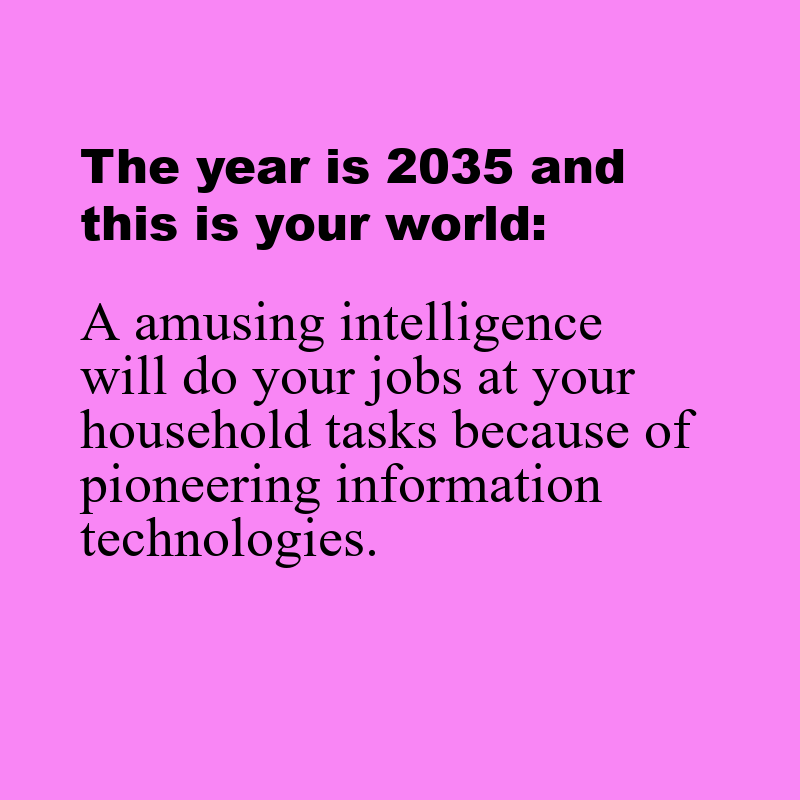 The year is 2035 and
this is your world:
A amusing intelligence
will do your jobs at your
household tasks because of
pioneering information
technologies.